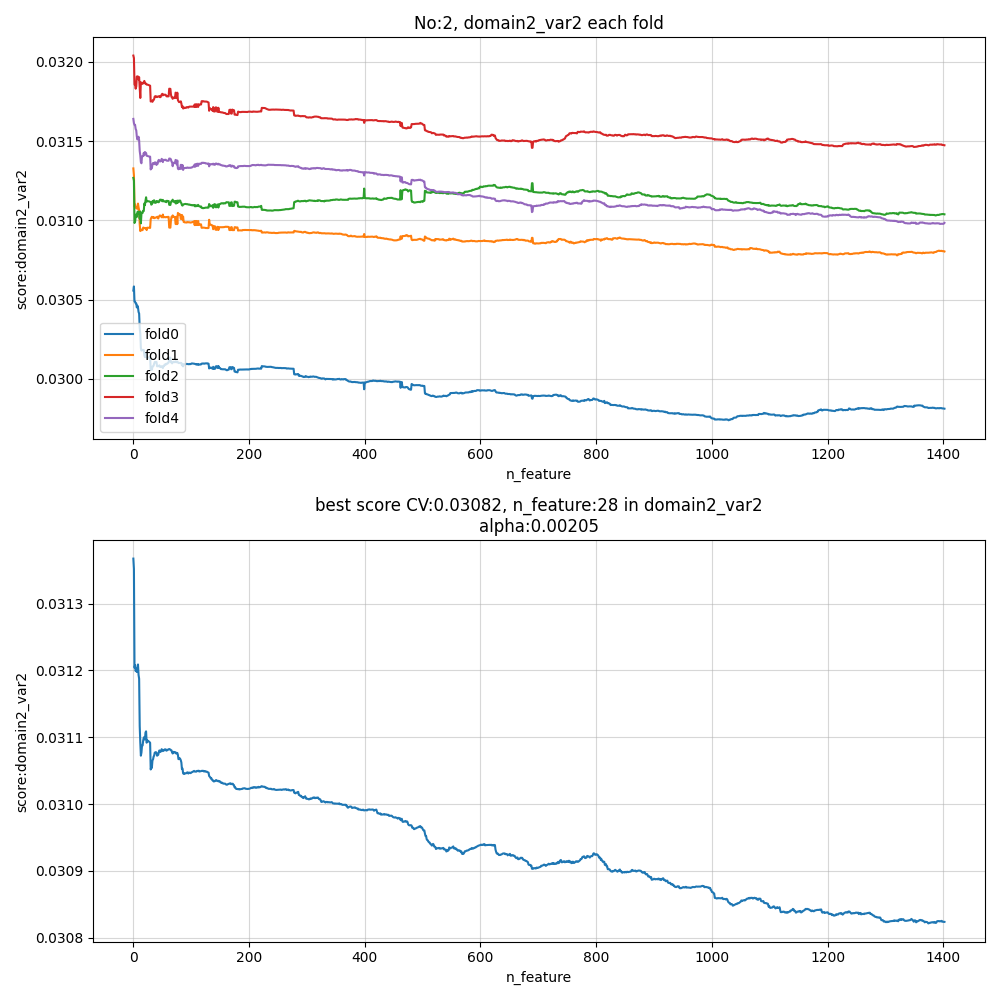 No:2, domain2_var2 each fold
score:domain2_var2
0.0320
0.0315
0.0310
0.0305
0.0300
fold0
fold1
fold2
fold3
fold4
0 200 400 600 800 1000 1200 1400
n_feature
best score CV:0.03082, n_feature:28 in domain2_var2
alpha:0.00205
score:domain2_var2
0.0313
0.0312
0.0311
0.0310
0.0309
0.0308
0 200 400 600 800 1000 1200 1400
n_feature